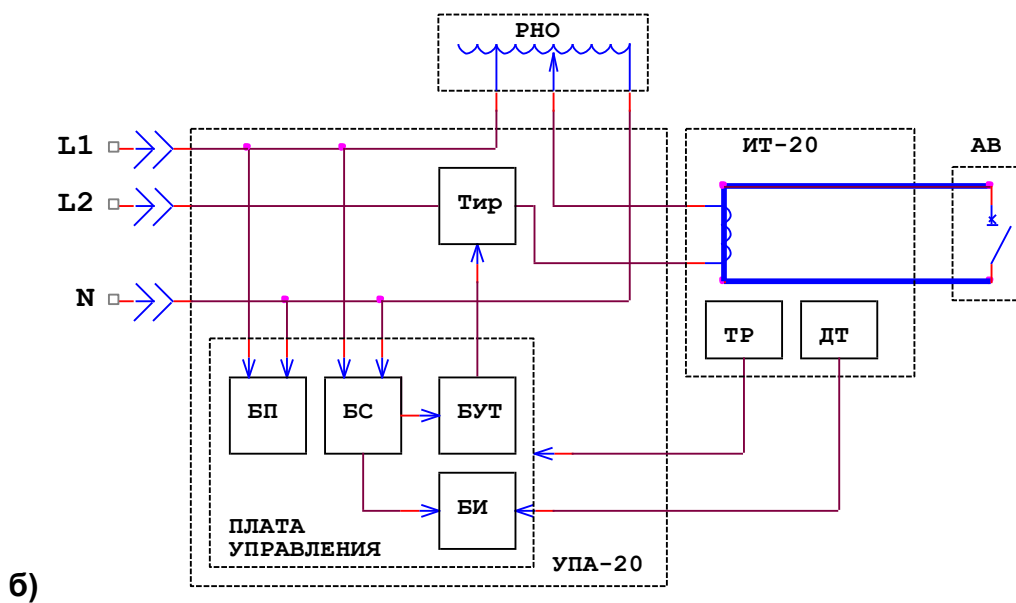 РНО
L1
ИТ-20
АВ
L2
Тир
N
ТР
ДТ
БП
БС
БУТ
БИ
ПЛАТА
УПРАВЛЕНИЯ
УПА-20
б)